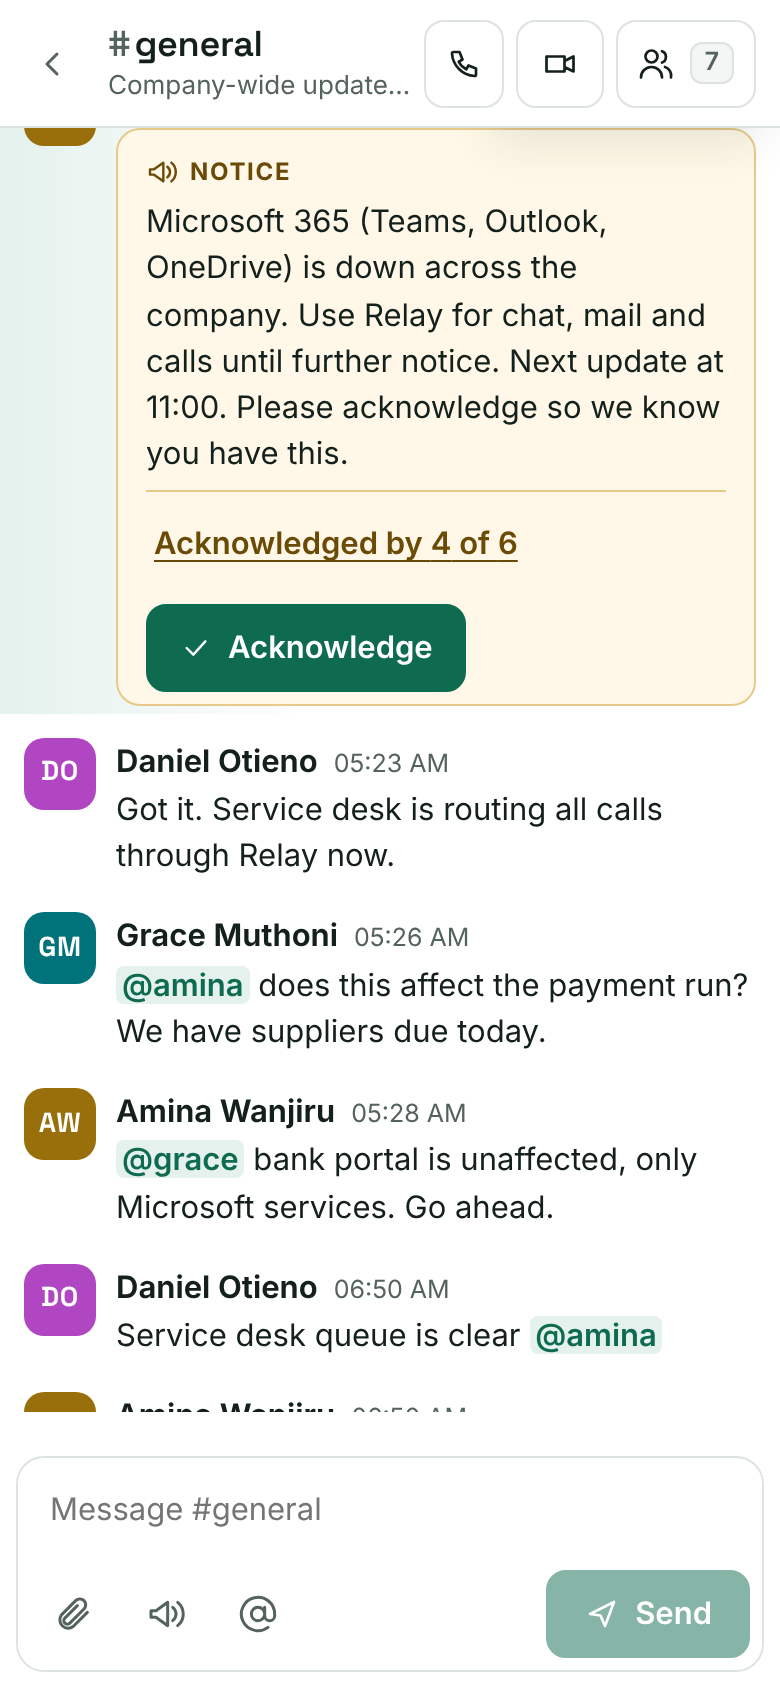 #general
Company-wide update...
7
NOTICE
Microsoft 365 (Teams, Outlook,
OneDrive) is down across the
company. Use Relay for chat, mail and
calls until further notice. Next update at
11:00. Please acknowledge so we know
you have this.
Acknowledged by 4 of 6
Acknowledge
DO
Daniel Otieno 05:23 AM
Got it. Service desk is routing all calls
through Relay now.
GM
Grace Muthoni 05:26 AM
@amina does this affect the payment run?
We have suppliers due today.
AW
Amina Wanjiru 05:28 AM
@grace bank portal is unaffected, only
Microsoft services. Go ahead.
DO
Daniel Otieno 06:50 AM
Service desk queue is clear @amina
Amina Wanjiru
Message #general
Send